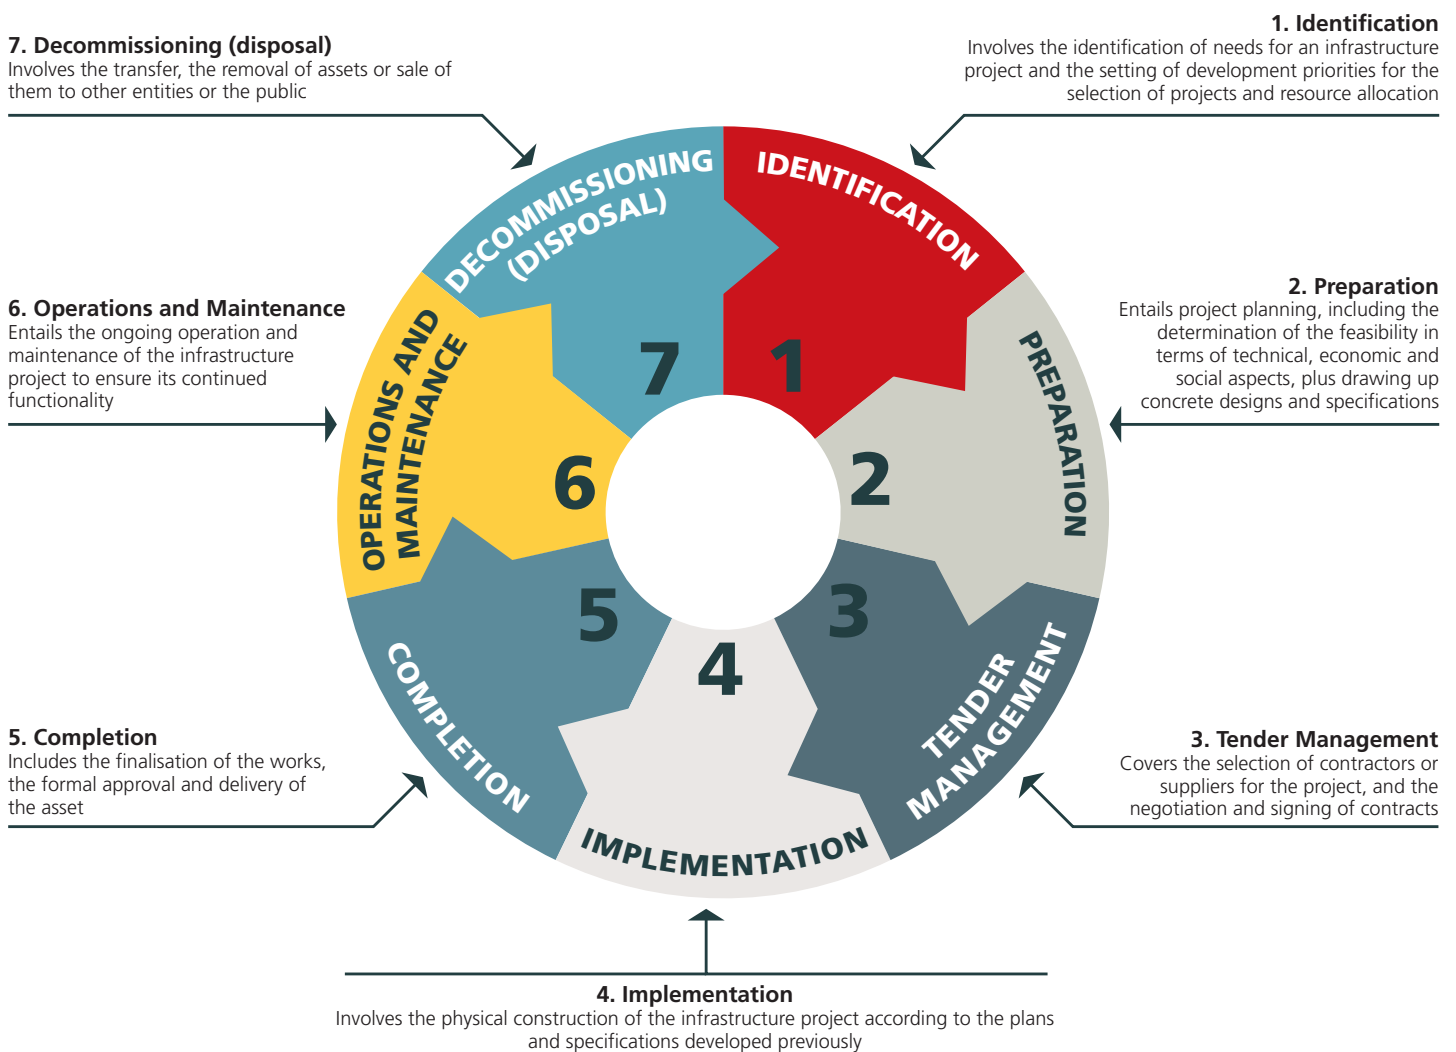 1. Identification
Involves the identification of needs for an infrastructure
project and the setting of development priorities for the
selection of projects and resource allocation
2. Preparation
Entails project planning, including the
determination of the feasibility in
terms of technical, economic and
social aspects, plus drawing up
concrete designs and specifications
3. Tender Management
Covers the selection of contractors or
suppliers for the project, and the
negotiation and signing of contracts
4. Implementation
Involves the physical construction of the infrastructure project according to the plans
and specifications developed previously
5. Completion
Includes the finalisation of the works,
the formal approval and delivery of
the asset
6. Operations and Maintenance
Entails the ongoing operation and
maintenance of the infrastructure
project to ensure its continued
functionality
7. Decommissioning (disposal)
Involves the transfer, the removal of assets or sale of
them to other entities or the public
IDENTIFICATION
1
PREPARATION
2
TENDER
MANAGEMENT
3
IMPLEMENTATION
4
COMPLETION
5
OPERATIONS AND
MAINTENANCE
6
DECOMMISSIONING
(DISPOSAL)
7